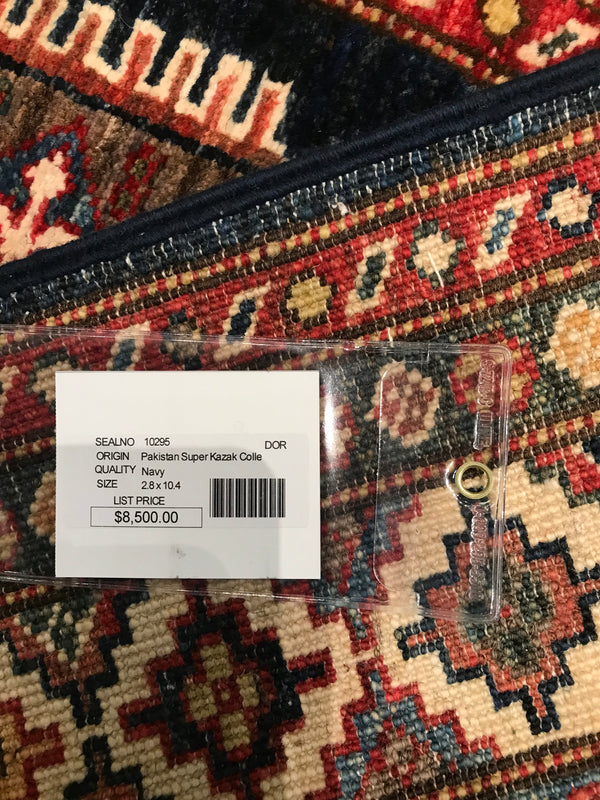 SEALNO 10295 DOR
ORIGIN Pakistan Super Kazak Colle
QUALITY Navy
SIZE 2.8 x 10.4
LIST PRICE
$8,500.00